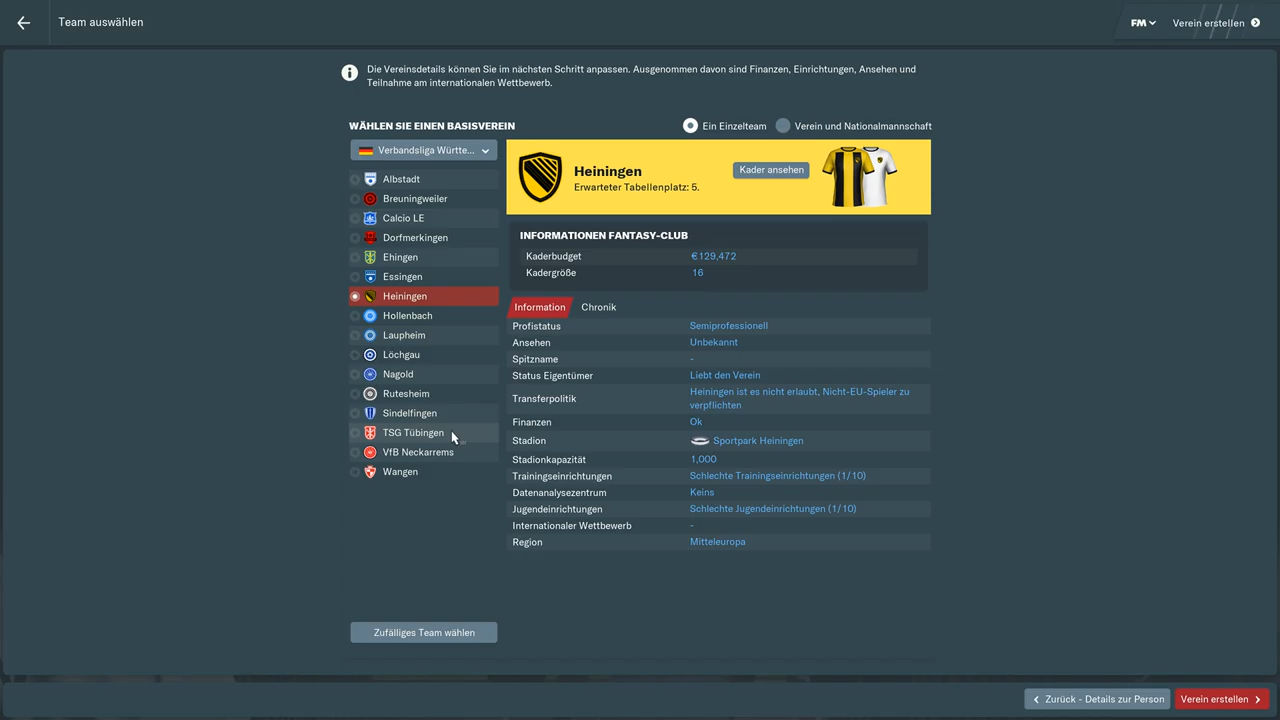 Team auswählen
FM
Verein erstellen
Die Vereinsdetails können Sie im nächsten Schritt anpassen. Ausgenommen davon sind Finanzen, Einrichtungen, Ansehen und
Teilnahme am internationalen Wettbewerb.
WÄHLEN SIE EINEN BASISVEREIN
Ein Einzelteam
Verein und Nationalmannschaft
Verbandsliga Württe...
Albstadt
Breuningweiler
Calcio LE
Dorfmerkingen
Ehingen
Essingen
Heiningen
Hollenbach
Laupheim
Löchgau
Nagold
Rutesheim
Sindelfingen
TSG Tübingen
VfB Neckarrems
Wangen
Zufälliges Team wählen
Heiningen
Erwarteter Tabellenplatz: 5.
Kader ansehen
INFORMATIONEN FANTASY-CLUB
Kaderbudget €129,472
Kadergröße 16
Information Chronik
Profistatus Semiprofessionell
Ansehen Unbekannt
Spitzname -
Status Eigentümer Liebt den Verein
Transferpolitik Heiningen ist es nicht erlaubt, Nicht-EU-Spieler zu
verpflichten
Finanzen Ok
Stadion Sportpark Heiningen
Stadionkapazität 1,000
Trainingseinrichtungen Schlechte Trainingseinrichtungen (1/10)
Datenanalysezentrum Keins
Jugendeinrichtungen Schlechte Jugendeinrichtungen (1/10)
Internationaler Wettbewerb -
Region Mitteleuropa
Zurück - Details zur Person
Verein erstellen